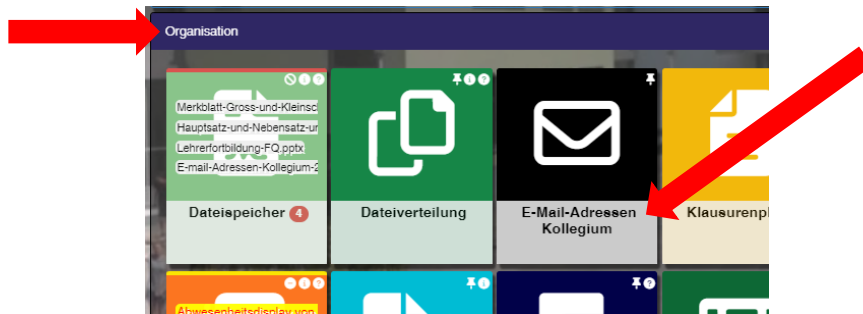 Organisation
Merkblatt-Gross-und-Kleinsc
Hauptsatz-und-Nebensatz-ur
Lehrerfortbildung-FQ.pptx
E-mail-Adressen-Kollegium-2
Dateispeicher 4
Dateiverteilung
E-Mail-Adressen
Kollegium
Klausurenpl
Abwesenheitsdisplay von